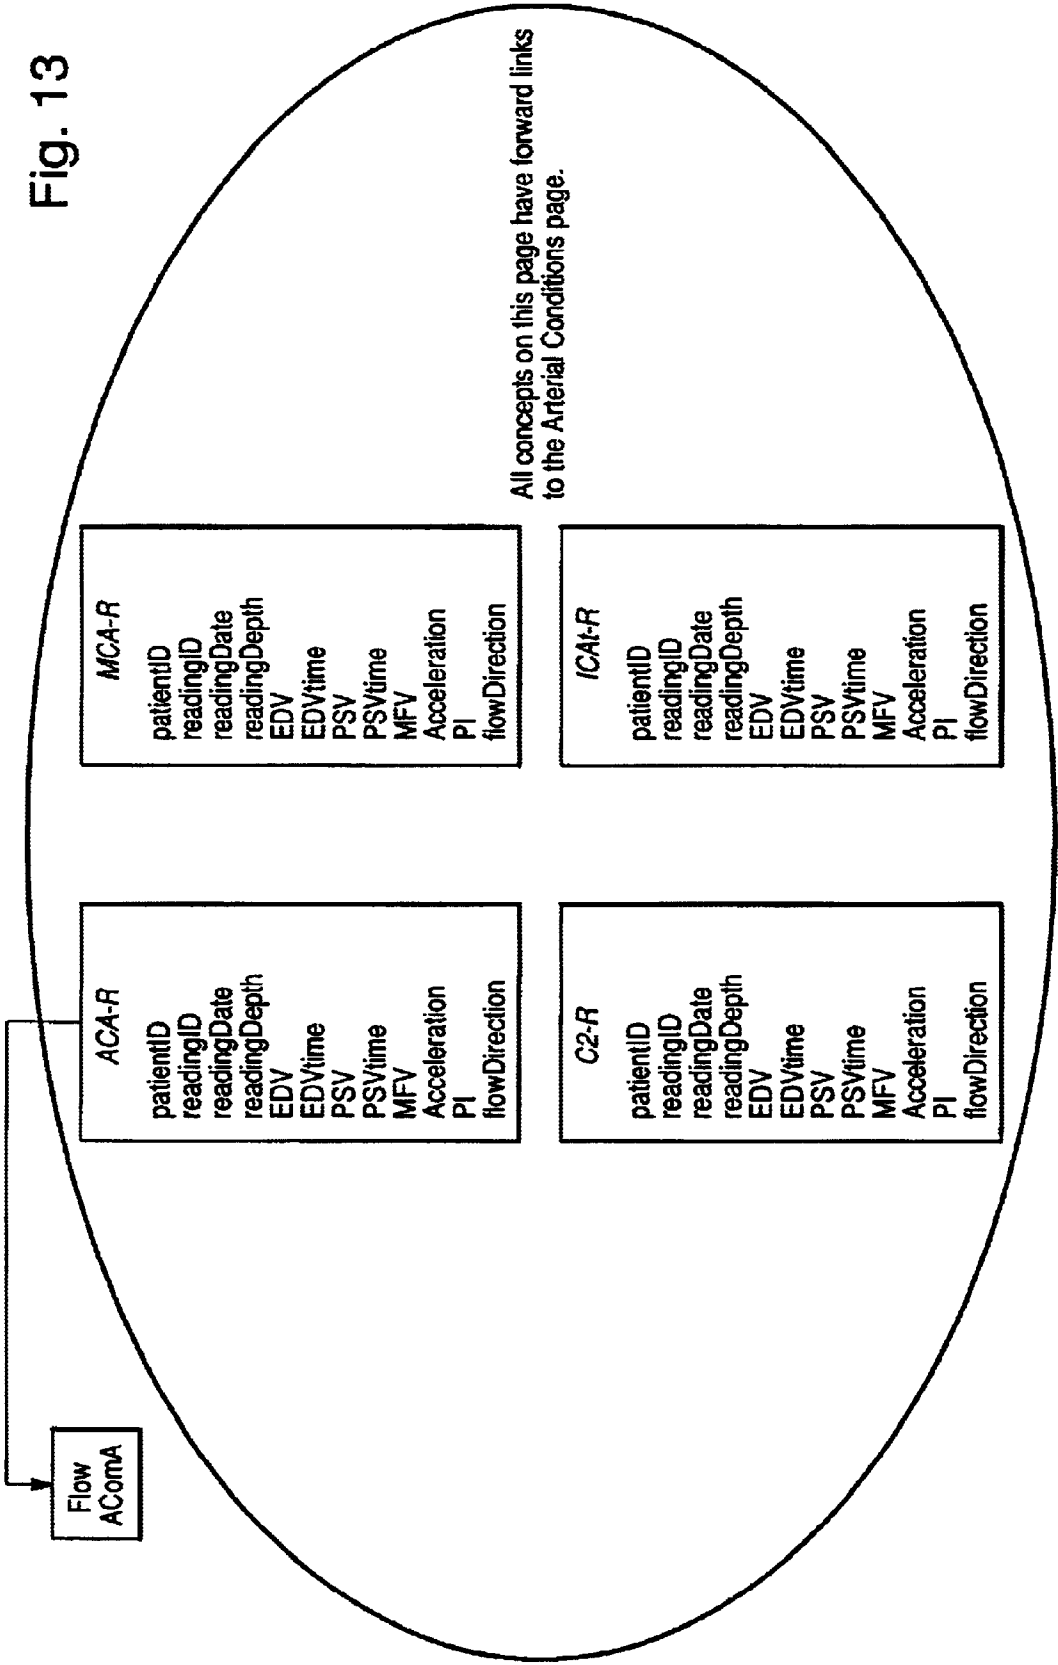 Fig. 13
Flow
AComA
ACA-R
patientID
readingID
readingDate
readingDepth
EDV
EDVtime
PSV
PSVtime
MFV
Acceleration
PI
flowDirection
MCA-R
patientID
readingID
readingDate
readingDepth
EDV
EDVtime
PSV
PSVtime
MFV
Acceleration
PI
flowDirection
C2-R
patientID
readingID
readingDate
readingDepth
EDV
EDVtime
PSV
PSVtime
MFV
Acceleration
PI
flowDirection
ICAt-R
patientID
readingID
readingDate
readingDepth
EDV
EDVtime
PSV
PSVtime
MFV
Acceleration
PI
flowDirection
All concepts on this page have forward links
to the Arterial Conditions page.